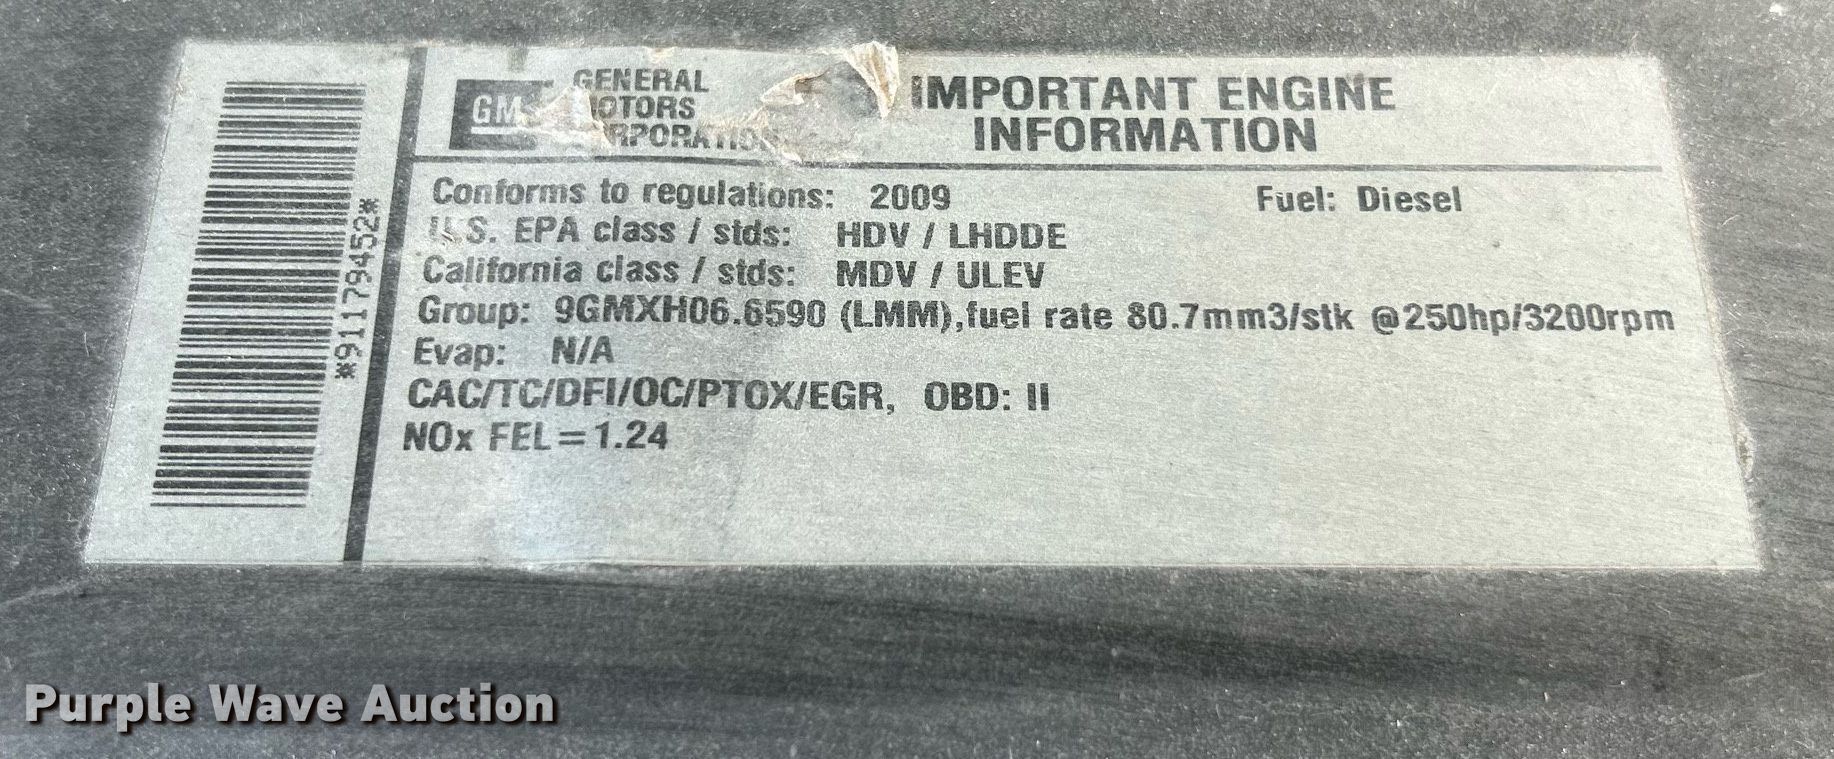 GM
GENERAL
MOTORS
CORPORATION
IMPORTANT ENGINE
INFORMATION
*911794529*
Conforms to regulations: 2009
Fuel: Diesel
U.S. EPA class / stds: HDV / LHDDE
California class / stds: MDV / ULEV
Group: 9GMXH06.6590 (LMM),fuel rate 80.7mm3/stk @250hp/3200rpm
Evap: N/A
CAC/TC/DFI/OC/PTOX/EGR, OBD: II
NOx FEL=1.24
Purple Wave Auction